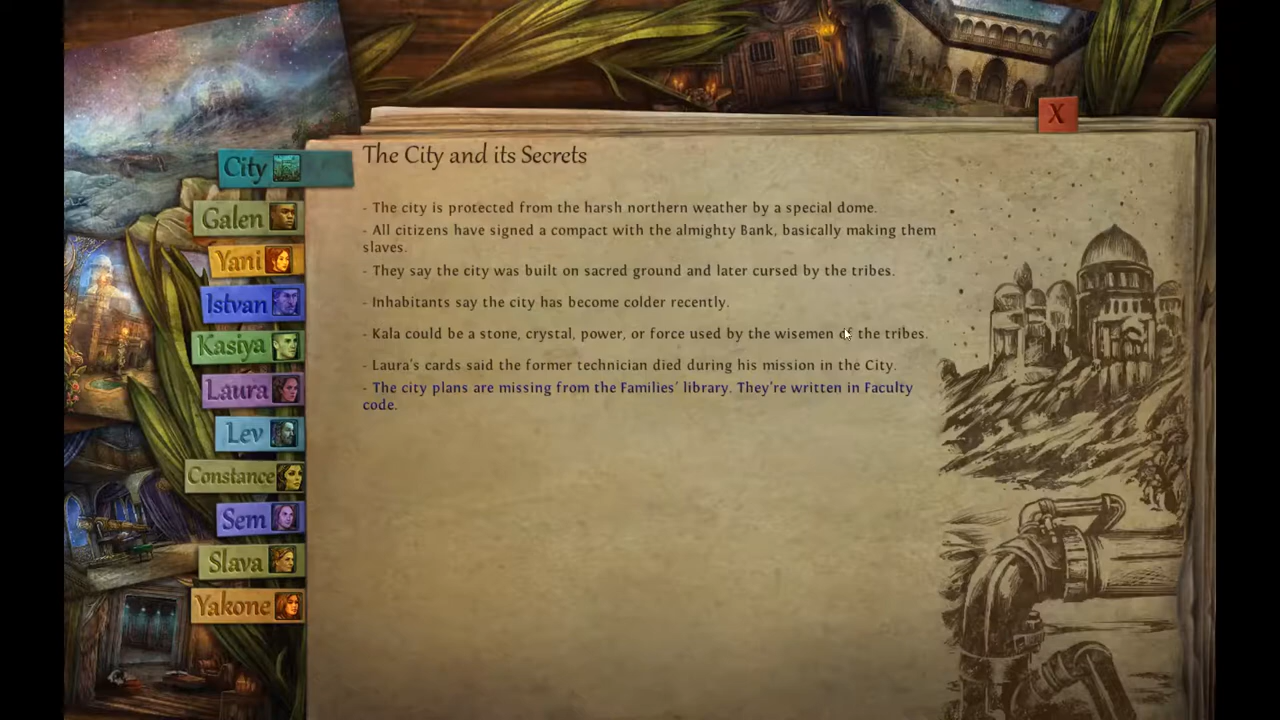 X
The City and its Secrets
City
Galen
Yani
Istvan
Kasiya
Laura
Lev
Constance
Sem
Slava
Yakone
- The city is protected from the harsh northern weather by a special dome.
- All citizens have signed a compact with the almighty Bank, basically making them
slaves.
- They say the city was built on sacred ground and later cursed by the tribes.
- Inhabitants say the city has become colder recently.
- Kala could be a stone, crystal, power, or force used by the wisemen of the tribes.
- Laura's cards said the former technician died during his mission in the City.
- The city plans are missing from the Families' library. They're written in Faculty
code.